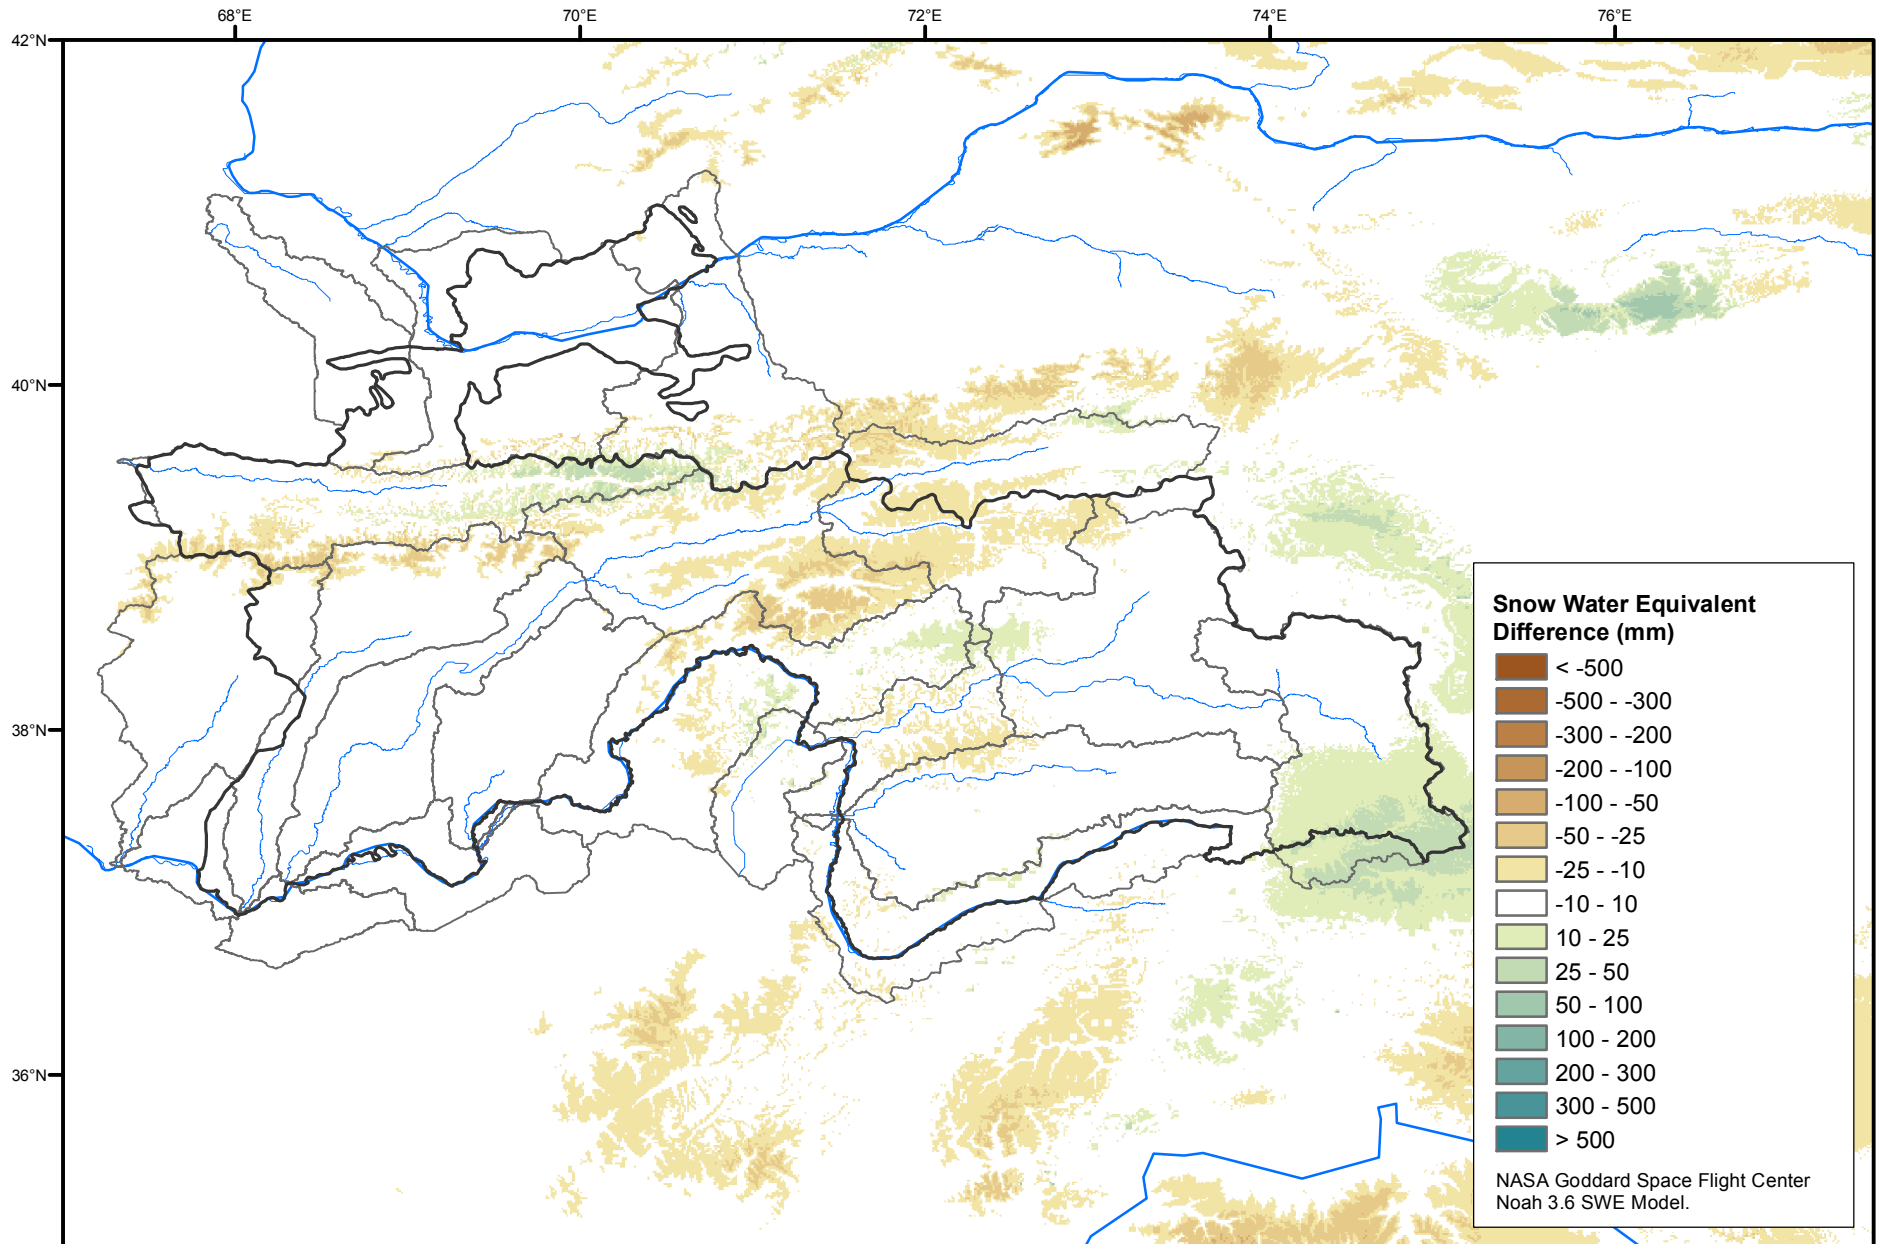 68°E 70°E 72°E 74°E 76°E
42°N
40°N
38°N
36°N
Snow Water Equivalent
Difference (mm)
< -500
-500 - -300
-300 - -200
-200 - -100
-100 - -50
-50 - -25
-25 - -10
-10 - 10
10 - 25
25 - 50
50 - 100
100 - 200
200 - 300
300 - 500
> 500
NASA Goddard Space Flight Center
Noah 3.6 SWE Model.